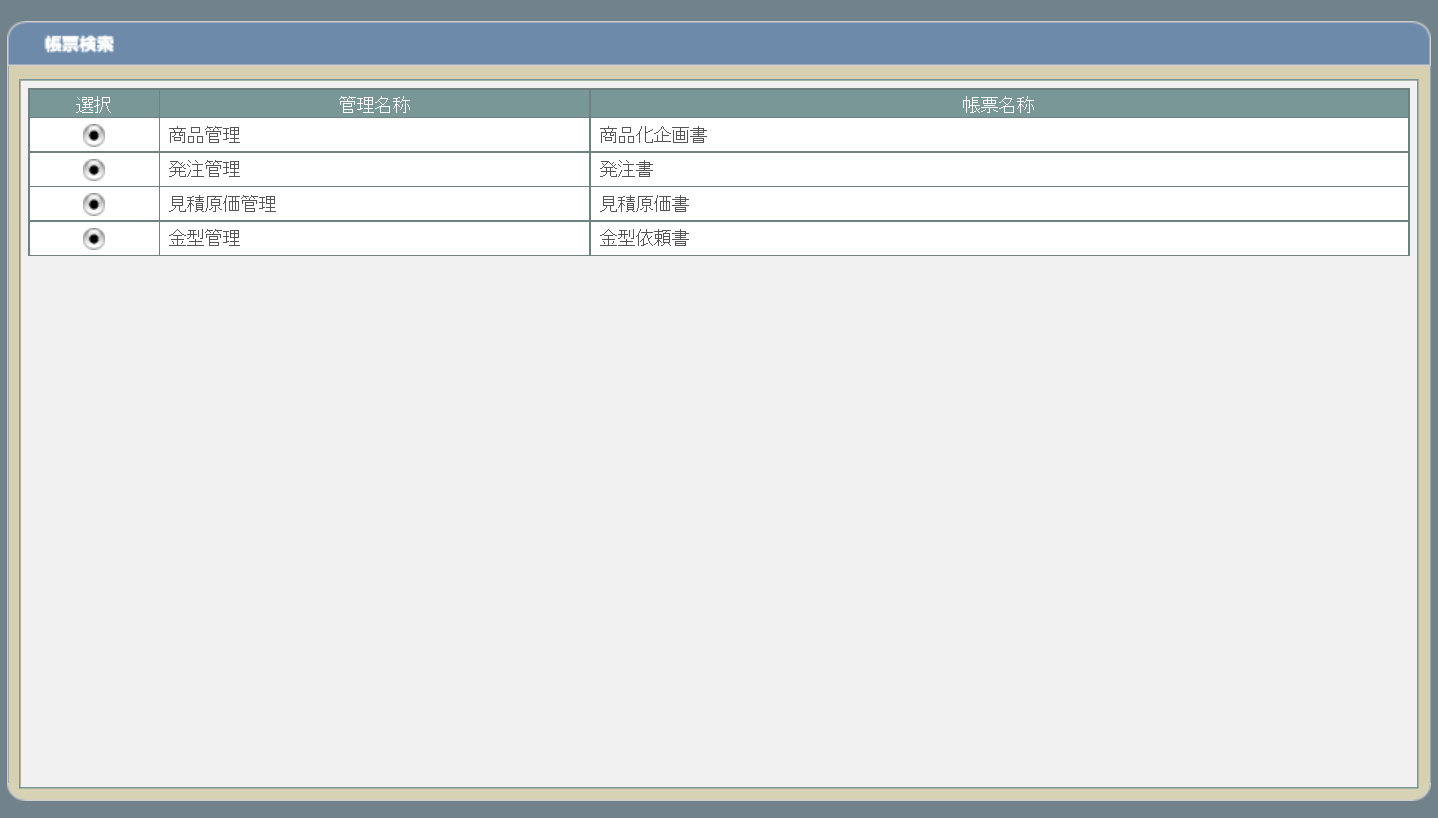 帳票検索
選択 管理名称 帳票名称
商品管理 商品化企画書
発注管理 発注書
見積原価管理 見積原価書
金型管理 金型依頼書